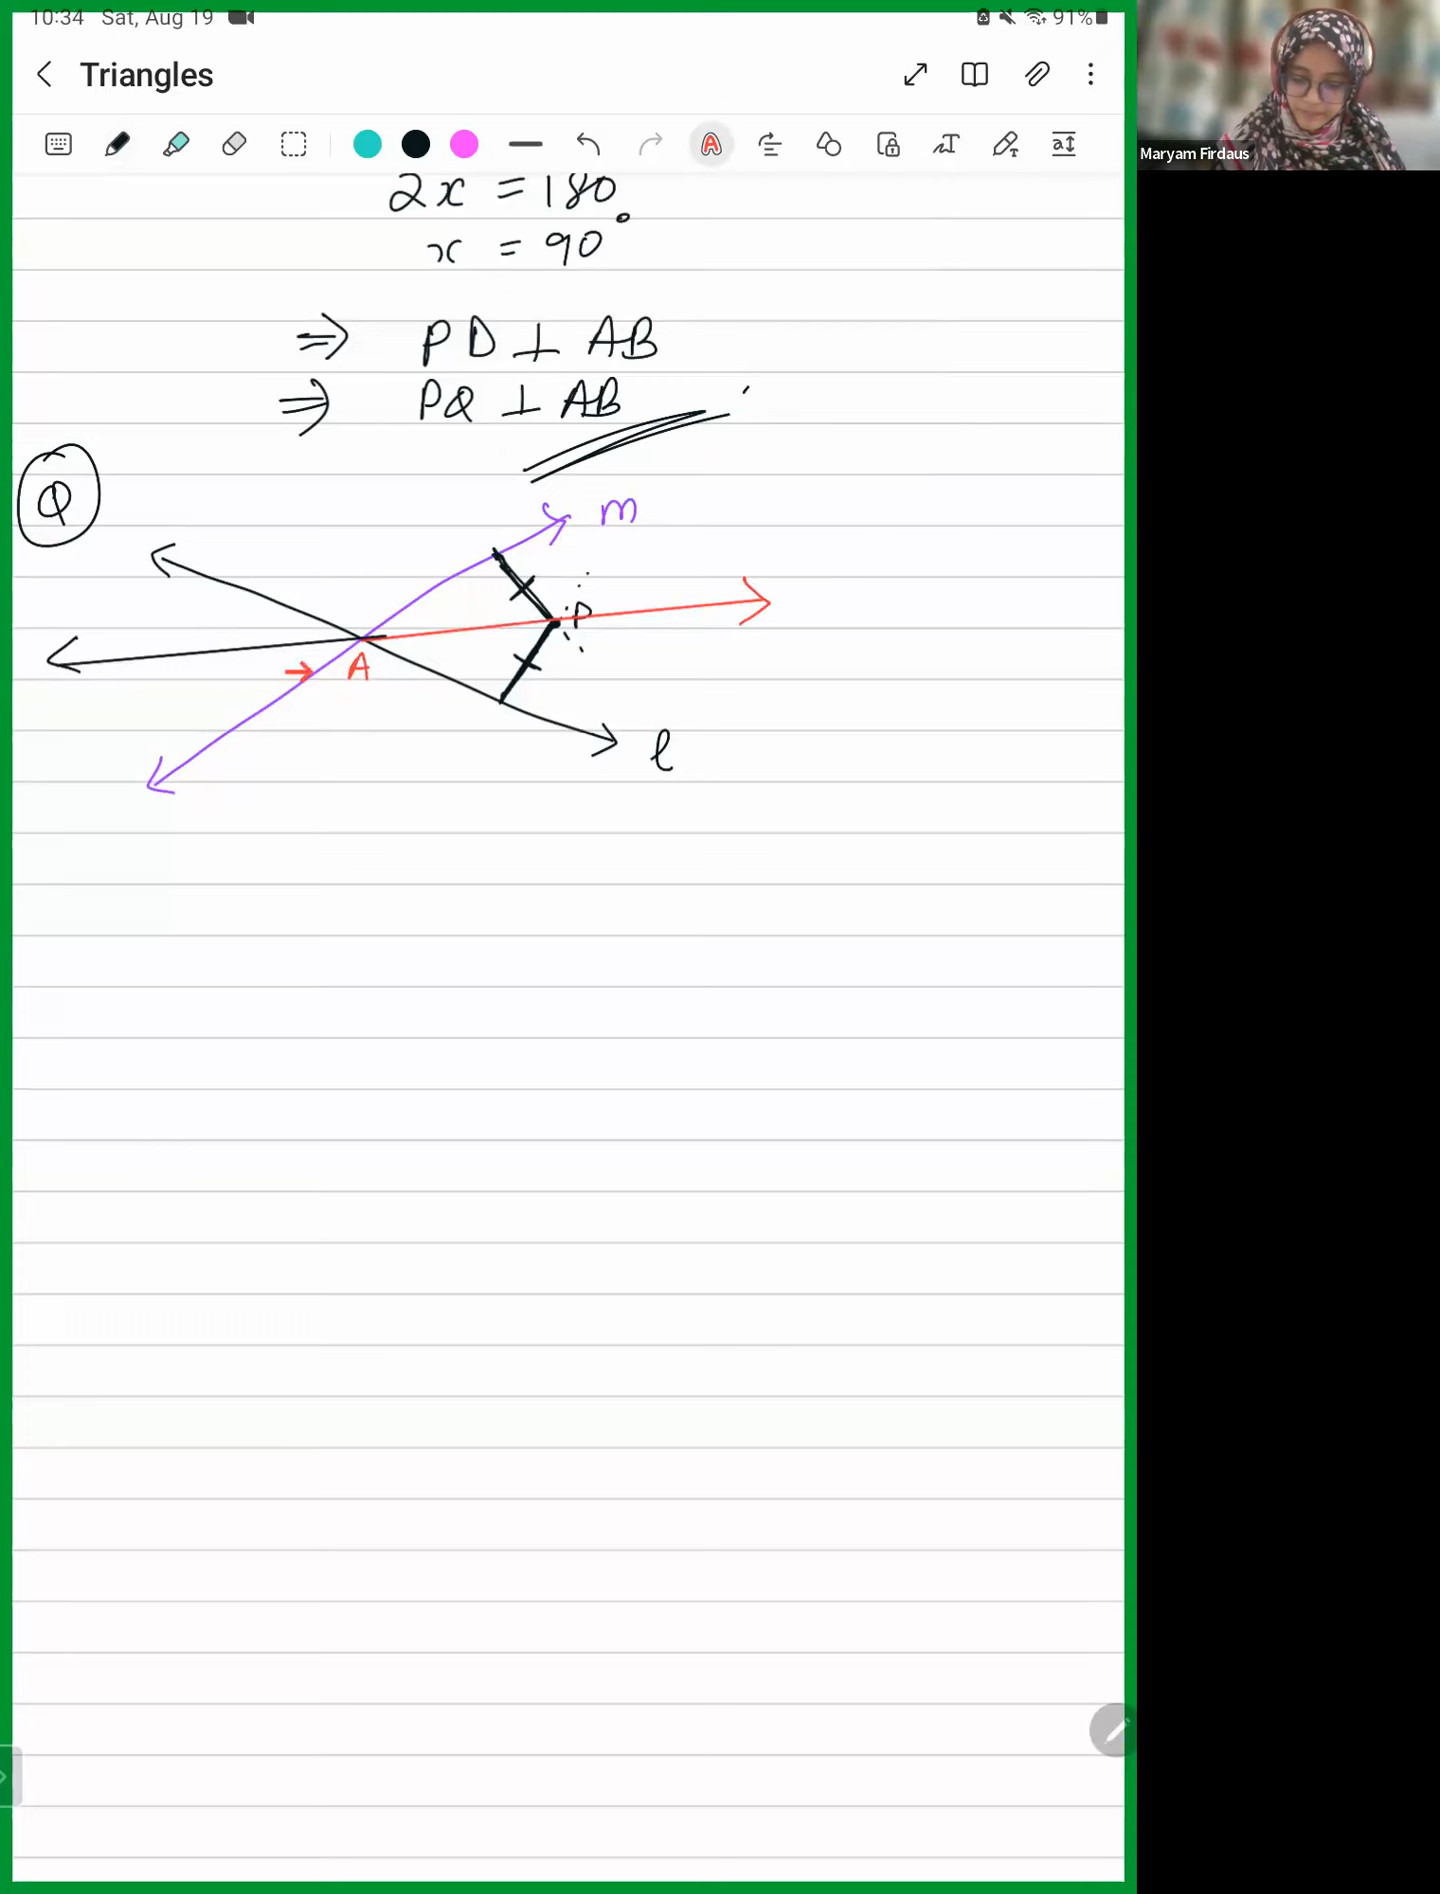 10:34 Sat, Aug 19 91%
Triangles
Maryam Firdaus
2x = 180
x = 90°
⇒ PD ⊥ AB
⇒ PQ ⊥ AB
Q
m
P
A
l